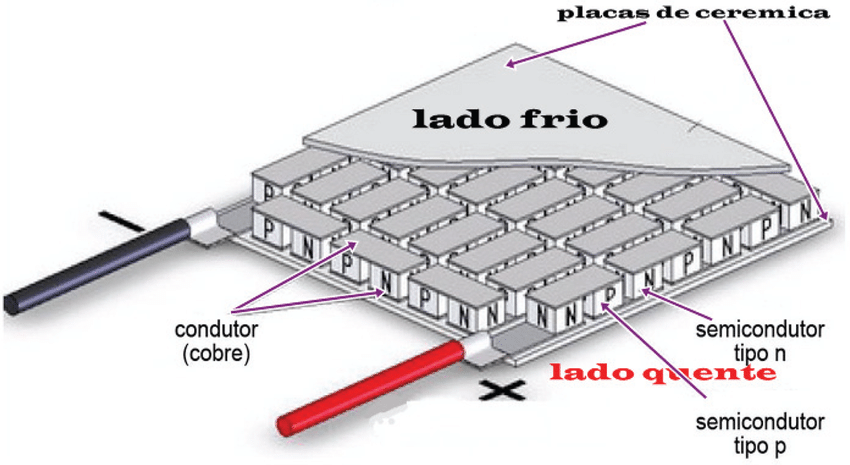 placas de ceremica
lado frio
P
P N P N P N N
N N P N P N P N
condutor
(cobre)
semicondutor
tipo n
lado quente
semicondutor
tipo p